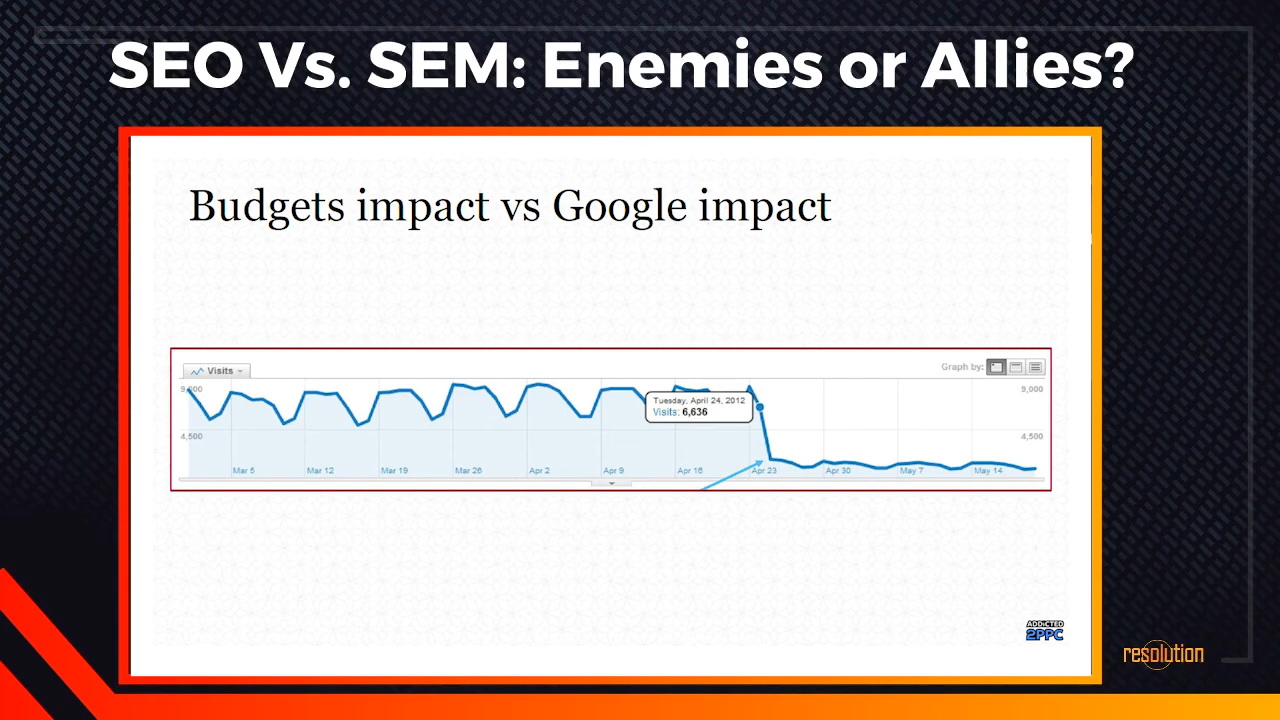 SEO Vs. SEM: Enemies or Allies?
Budgets impact vs Google impact
Visits
Graph by:
9,000
9,000
Tuesday, April 24, 2012
Visits: 6,636
4,500
4,500
Mar 5
Mar 12
Mar 19
Mar 26
Apr 2
Apr 9
Apr 16
Apr 23
Apr 30
May 7
May 14
ADDICTED
2PPC
resolution